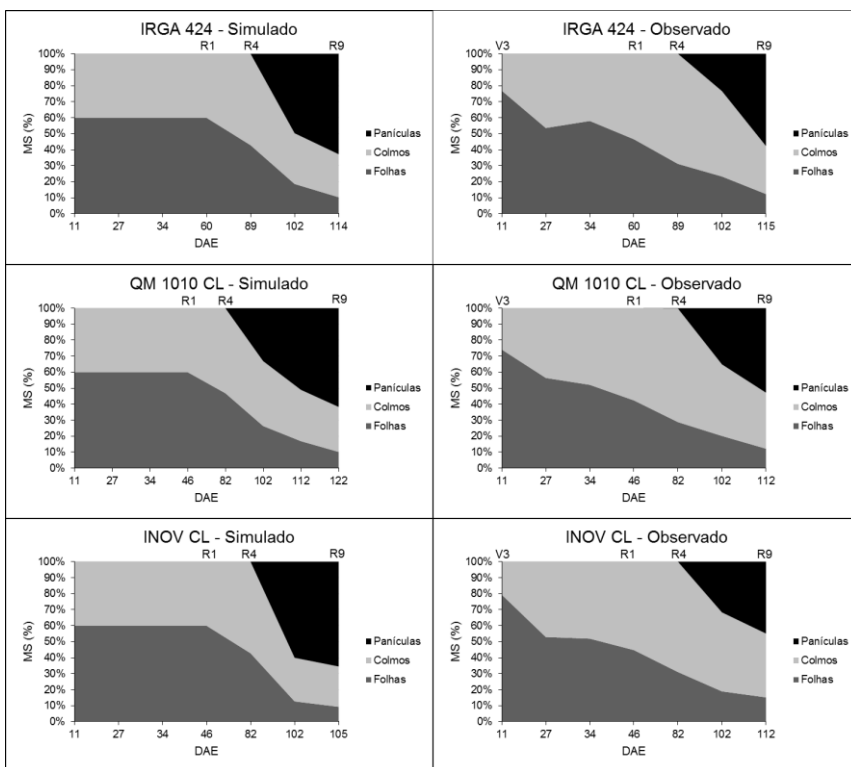 IRGA 424 - Simulado
R1 R4 R9
100%
90%
80%
70%
60%
50%
40%
30%
20%
10%
0%
MS (%)
11 27 34 60 89 102 114
DAE
Panículas
Colmos
Folhas
IRGA 424 - Observado
V3 R1 R4 R9
100%
90%
80%
70%
60%
50%
40%
30%
20%
10%
0%
MS (%)
11 27 34 60 89 102 115
DAE
Panículas
Colmos
Folhas
QM 1010 CL - Simulado
R1 R4 R9
100%
90%
80%
70%
60%
50%
40%
30%
20%
10%
0%
MS (%)
11 27 34 46 82 102 112 122
DAE
Panículas
Colmos
Folhas
QM 1010 CL - Observado
V3 R1 R4 R9
100%
90%
80%
70%
60%
50%
40%
30%
20%
10%
0%
MS (%)
11 27 34 46 82 102 112
DAE
Panículas
Colmos
Folhas
INOV CL - Simulado
R1 R4 R9
100%
90%
80%
70%
60%
50%
40%
30%
20%
10%
0%
MS (%)
11 27 34 46 82 102 105
DAE
Panículas
Colmos
Folhas
INOV CL - Observado
V3 R1 R4 R9
100%
90%
80%
70%
60%
50%
40%
30%
20%
10%
0%
MS (%)
11 27 34 46 82 102 112
DAE
Panículas
Colmos
Folhas